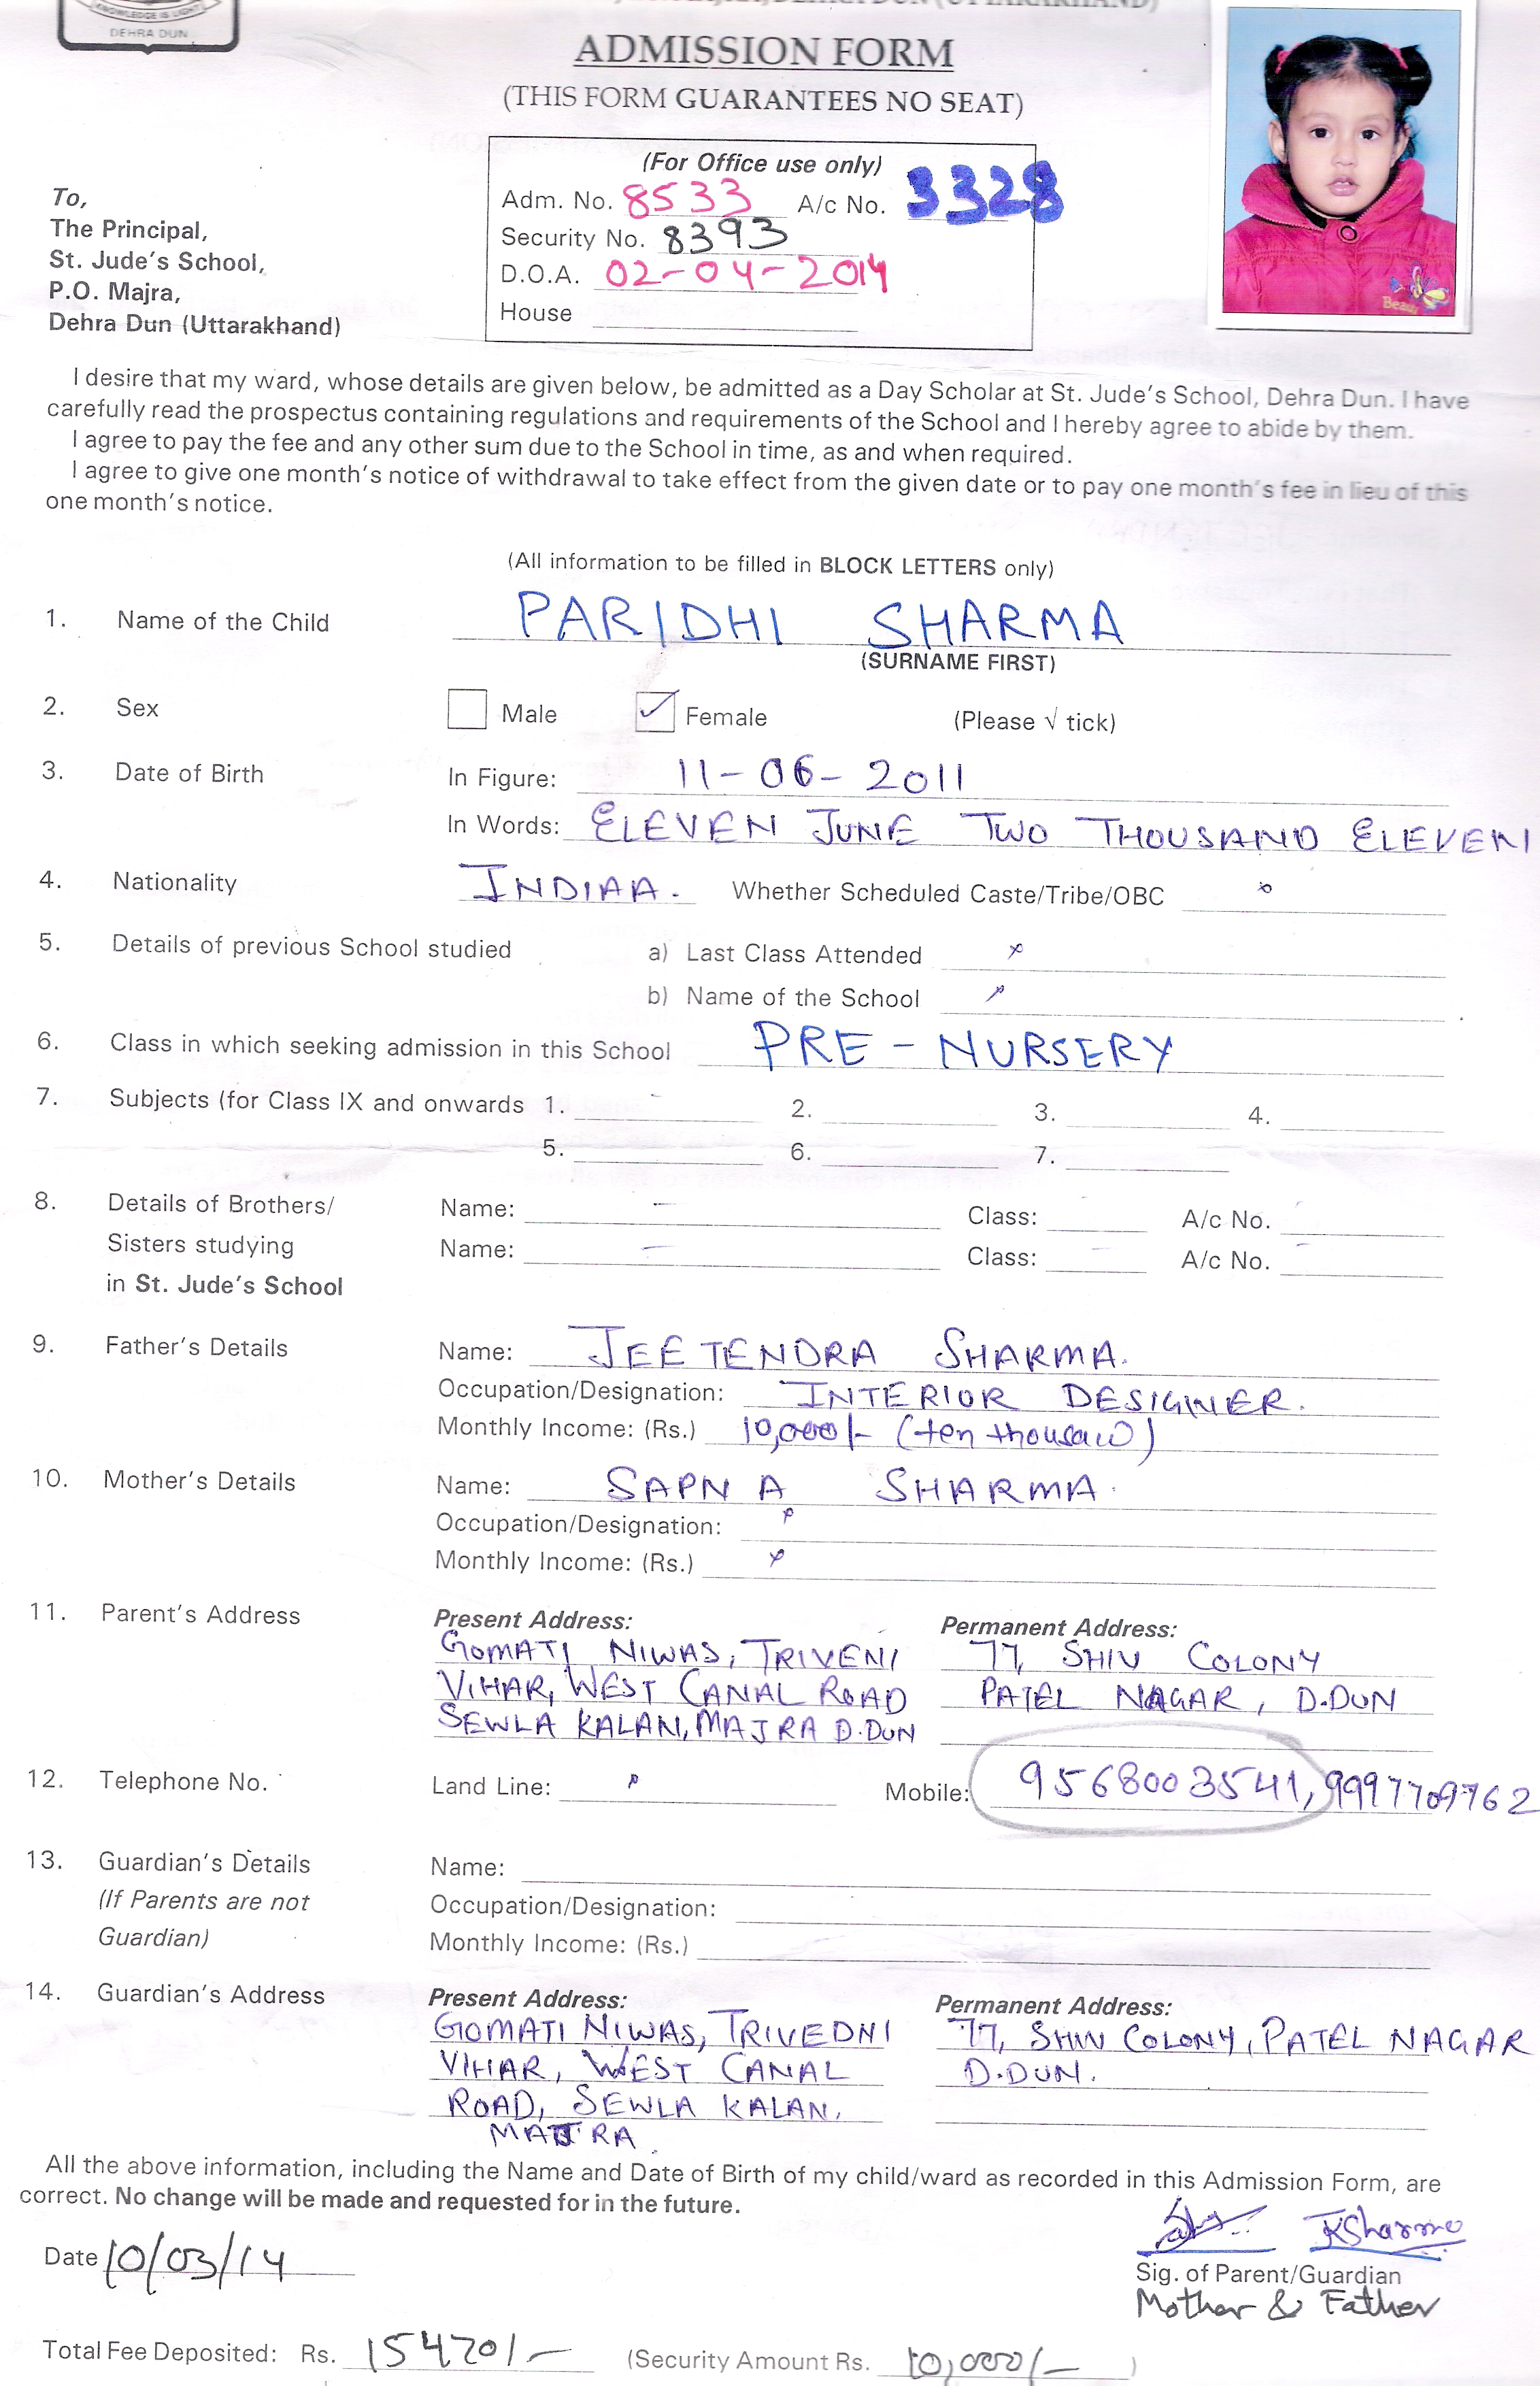 KNOWLEDGE IS LIGHT
DEHRA DUN
ADMISSION FORM
(THIS FORM GUARANTEES NO SEAT)
(For Office use only)
Adm. No. 8533 A/c No. 3328
Security No. 8393
D.O.A. 02-04-2014
House
To,
The Principal,
St. Jude's School,
P.O. Majra,
Dehra Dun (Uttarakhand)
I desire that my ward, whose details are given below, be admitted as a Day Scholar at St. Jude's School, Dehra Dun. I have
carefully read the prospectus containing regulations and requirements of the School and I hereby agree to abide by them.
I agree to pay the fee and any other sum due to the School in time, as and when required.
I agree to give one month's notice of withdrawal to take effect from the given date or to pay one month's fee in lieu of this
one month's notice.
(All information to be filled in BLOCK LETTERS only)
1. Name of the Child PARIDHI SHARMA
(SURNAME FIRST)
2. Sex Male ✓ Female (Please √ tick)
3. Date of Birth In Figure: 11-06-2011
In Words: ELEVEN JUNE TWO THOUSAND ELEVEN
4. Nationality INDIAA. Whether Scheduled Caste/Tribe/OBC
5. Details of previous School studied a) Last Class Attended
b) Name of the School
6. Class in which seeking admission in this School PRE-NURSERY
7. Subjects (for Class IX and onwards 1. - 2. 3. 4.
5. 6. 7.
8. Details of Brothers/ Name: - Class: A/c No.
Sisters studying Name: - Class: - A/c No. -
in St. Jude's School
9. Father's Details Name: JEETENDRA SHARMA.
Occupation/Designation: INTERIOR DESIGINER.
Monthly Income: (Rs.) 10,000/- (ten thousand)
10. Mother's Details Name: SAPNA SHARMA.
Occupation/Designation:
Monthly Income: (Rs.)
11. Parent's Address Present Address: Permanent Address:
GOMATI NIWAS, TRIVENI 77, SHIV COLONY
VIHAR, WEST CANAL ROAD PATEL NAGAR, D.DUN
SEWLA KALAN, MAJRA D.DUN
12. Telephone No. Land Line: Mobile: 9568003541, 9997709762
13. Guardian's Details Name:
(If Parents are not Occupation/Designation:
Guardian) Monthly Income: (Rs.)
14. Guardian's Address Present Address: Permanent Address:
GOMATI NIWAS, TRIVEDNI 77, SHIV COLONY, PATEL NAGAR
VIHAR, WEST CANAL D.DUN.
ROAD, SEWLA KALAN,
MAJRA.
All the above information, including the Name and Date of Birth of my child/ward as recorded in this Admission Form, are
correct. No change will be made and requested for in the future.
JKSharma
Date 10/03/14 Sig. of Parent/Guardian
Mother & Father
Total Fee Deposited: Rs. 15470/- (Security Amount Rs. 10,000/- )